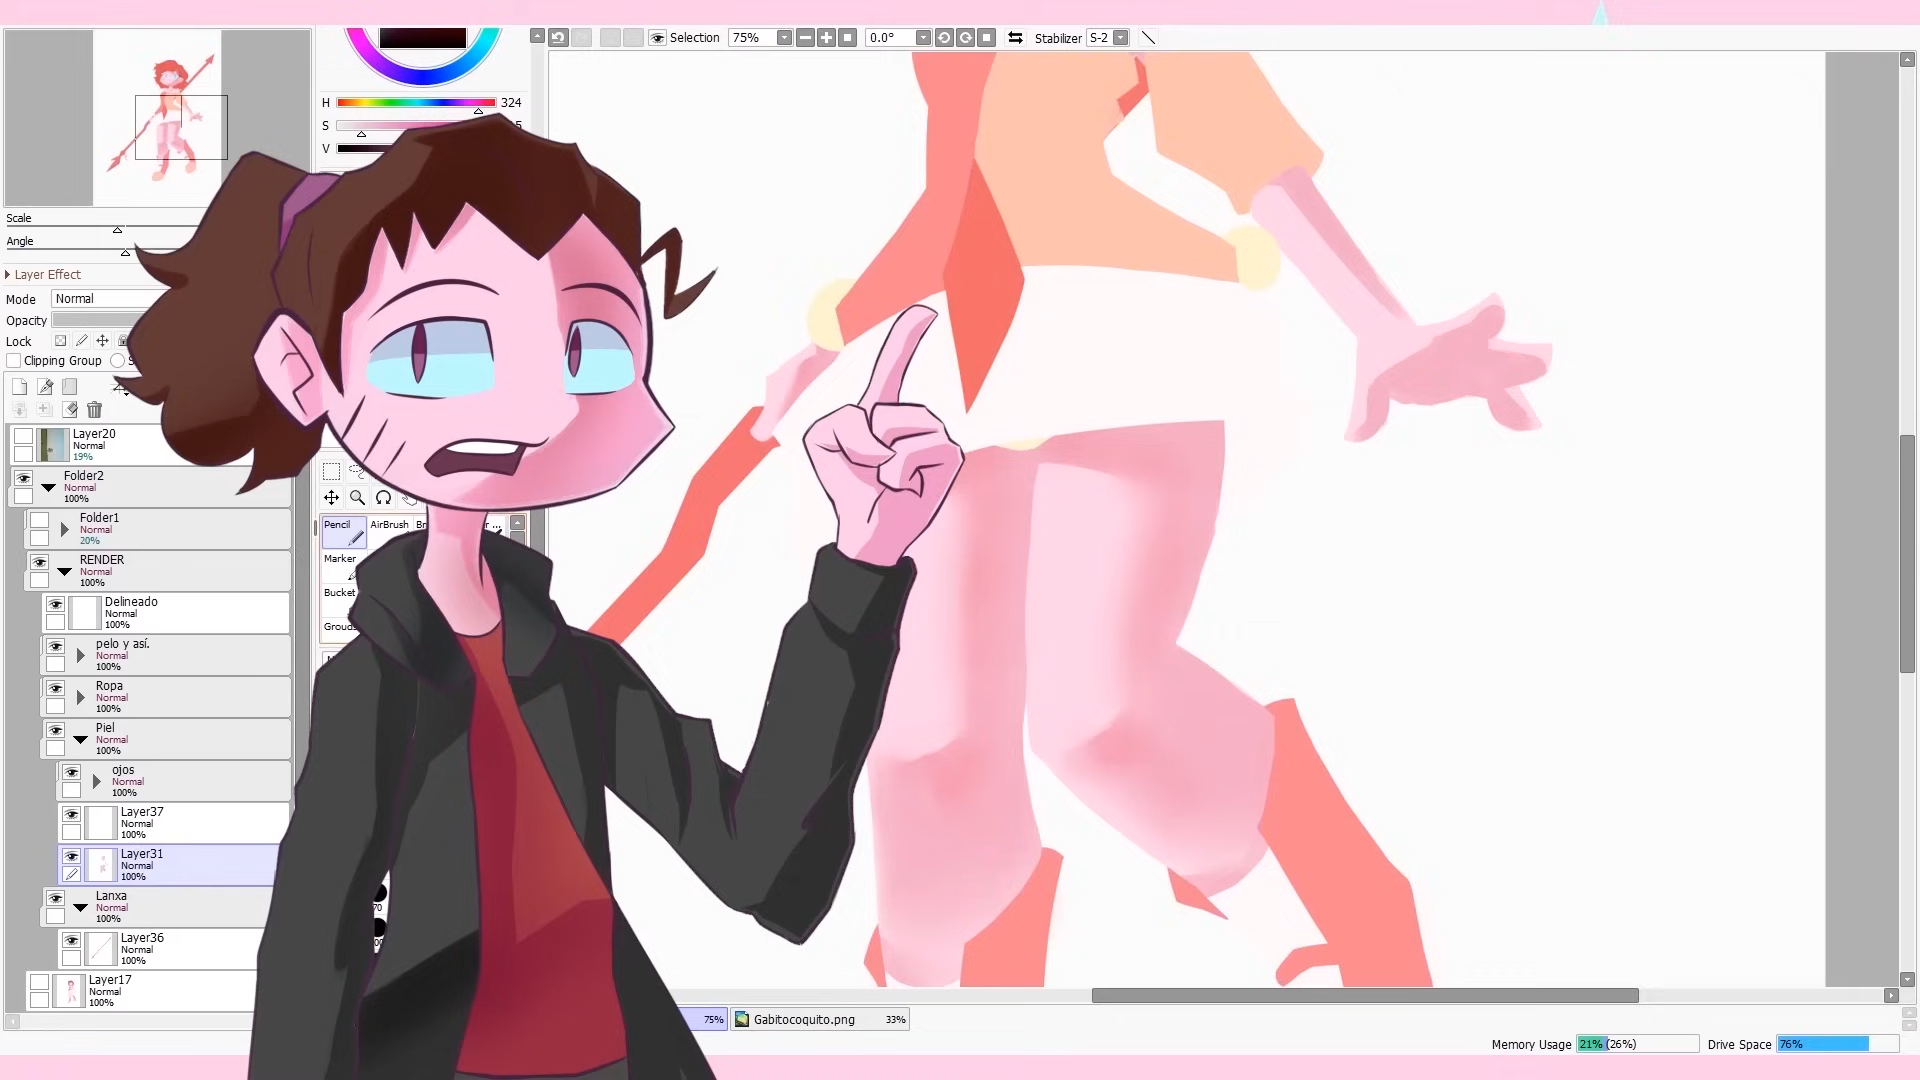 Selection
75%
0.0°
Stabilizer
S-2
H
324
S
V
Scale
Angle
Layer Effect
Mode
Normal
Opacity
Lock
Clipping Group
Layer20
Normal
19%
Folder2
Normal
100%
Folder1
Normal
20%
RENDER
Normal
100%
Delineado
Normal
100%
pelo y así.
Normal
100%
Ropa
Normal
100%
Piel
Normal
100%
ojos
Normal
100%
Layer37
Normal
100%
Layer31
Normal
100%
Lanxa
Normal
100%
Layer36
Normal
100%
Layer17
Normal
100%
Pencil
AirBrush
Marker
Bucket
75%
Gabitocoquito.png
33%
Memory Usage
21% (26%)
Drive Space
76%